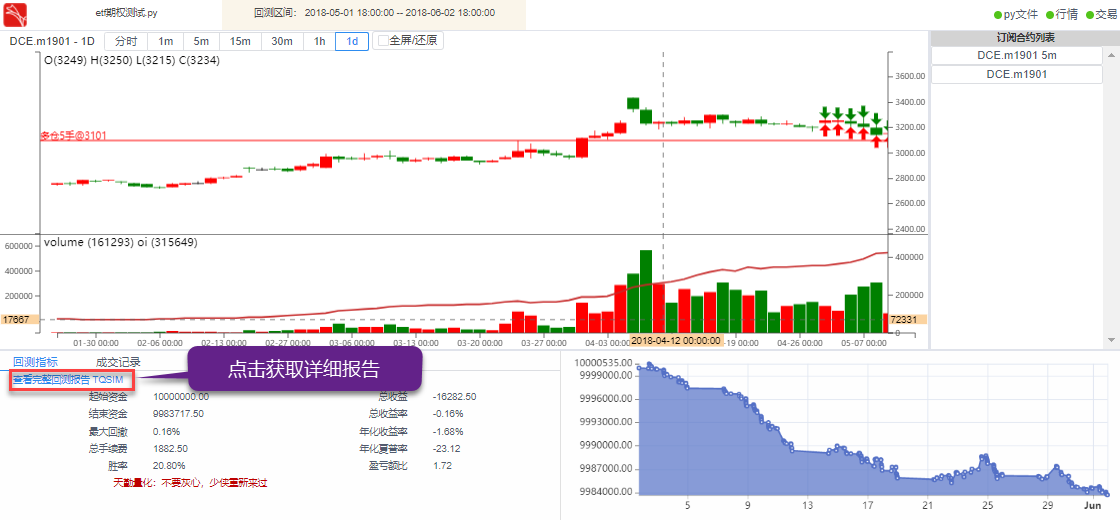 etf期权测试.py
回测区间: 2018-05-01 18:00:00 -- 2018-06-02 18:00:00
py文件 行情 交易
DCE.m1901 - 1D 分时 1m 5m 15m 30m 1h 1d 全屏/还原
订阅合约列表
DCE.m1901 5m
DCE.m1901
O(3249) H(3250) L(3215) C(3234)
3600.00
3400.00
3200.00
3000.00
2800.00
2600.00
2400.00
多仓5手@3101
volume (161293) oi (315649)
600000
400000
200000
17667
400000
200000
72331
0
01-30 00:00 02-06 00:00 02-13 00:00 02-27 00:00 03-06 00:00 03-13 00:00 03-20 00:00 03-27 00:00 04-03 00:00 2018-04-12 00:00:00 04-19 00:00 04-26 00:00 05-07 00:00
回测指标 成交记录
查看完整回测报告 TQSIM
点击获取详细报告
起始资金 10000000.00 总收益 -16282.50
结束资金 9983717.50 总收益率 -0.16%
最大回撤 0.16% 年化收益率 -1.68%
总手续费 1882.50 年化夏普率 -23.12
胜率 20.80% 盈亏额比 1.72
天勤量化: 不要灰心，少侠重新来过
10000535.00
9999000.00
9996000.00
9993000.00
9990000.00
9987000.00
9984000.00
5 9 13 17 21 25 29 Jun